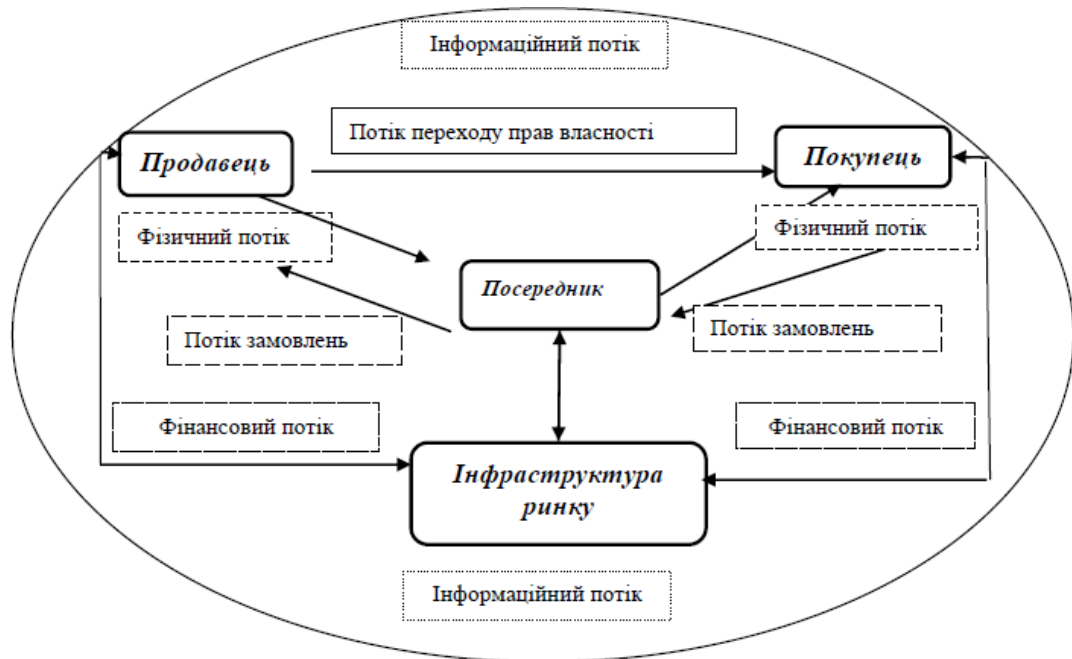 Інформаційний потік
Потік переходу прав власності
Продавець
Покупець
Фізичний потік
Фізичний потік
Посередник
Потік замовлень
Потік замовлень
Фінансовий потік
Фінансовий потік
Інфраструктура
ринку
Інформаційний потік